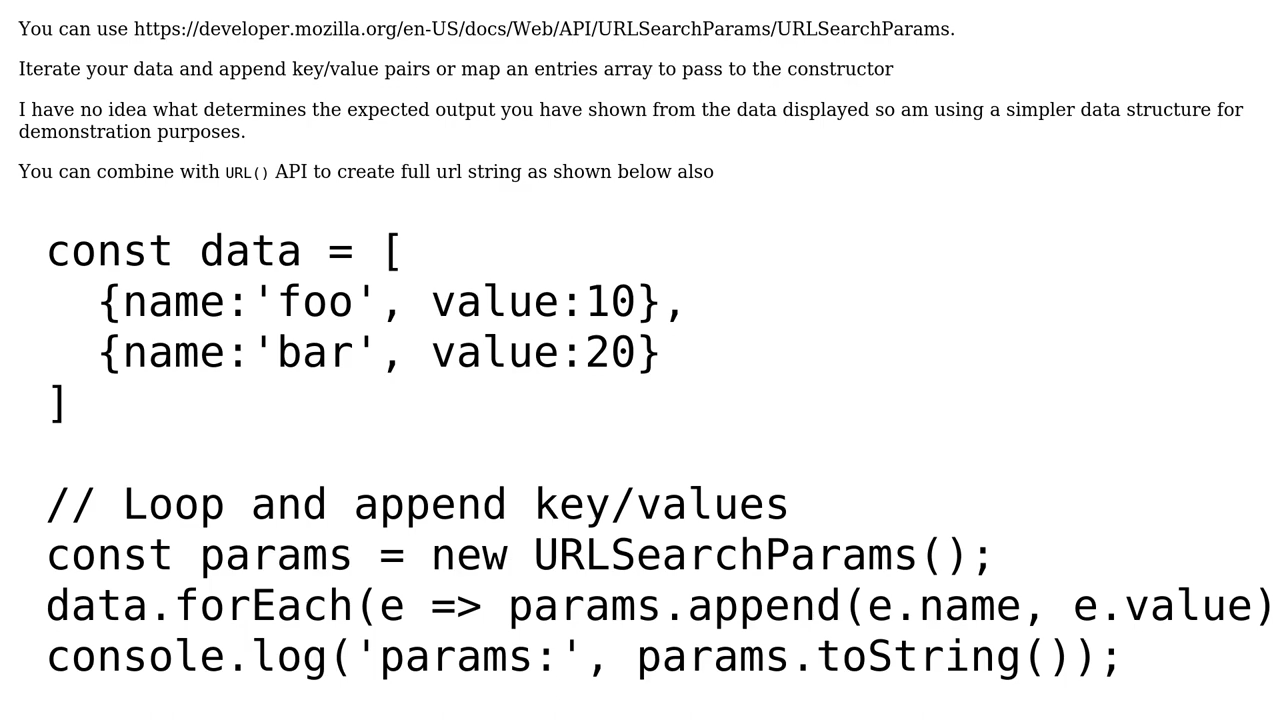 You can use https://developer.mozilla.org/en-US/docs/Web/API/URLSearchParams/URLSearchParams.
Iterate your data and append key/value pairs or map an entries array to pass to the constructor
I have no idea what determines the expected output you have shown from the data displayed so am using a simpler data structure for
demonstration purposes.
You can combine with URL() API to create full url string as shown below also
const data = [
  {name:'foo', value:10},
  {name:'bar', value:20}
]
// Loop and append key/values
const params = new URLSearchParams();
data.forEach(e => params.append(e.name, e.value)
console.log('params:', params.toString());